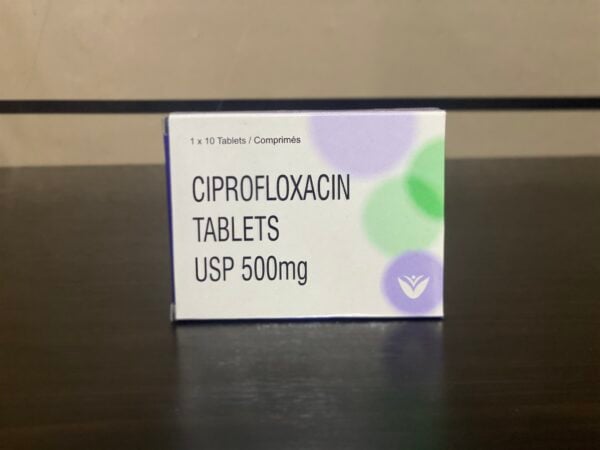 1 x 10 Tablets / Comprimés
CIPROFLOXACIN
TABLETS
USP 500mg